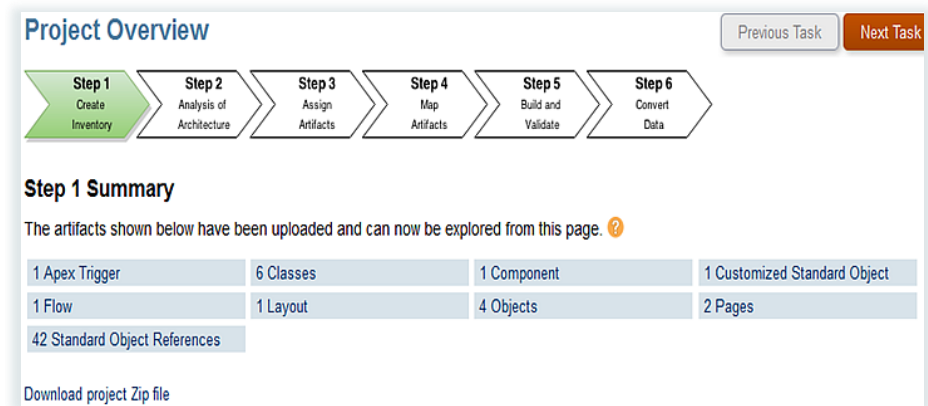 Project Overview
Previous Task
Next Task
Step 1
Create
Inventory
Step 2
Analysis of
Architecture
Step 3
Assign
Artifacts
Step 4
Map
Artifacts
Step 5
Build and
Validate
Step 6
Convert
Data
Step 1 Summary
The artifacts shown below have been uploaded and can now be explored from this page. ?
1 Apex Trigger
6 Classes
1 Component
1 Customized Standard Object
1 Flow
1 Layout
4 Objects
2 Pages
42 Standard Object References
Download project Zip file